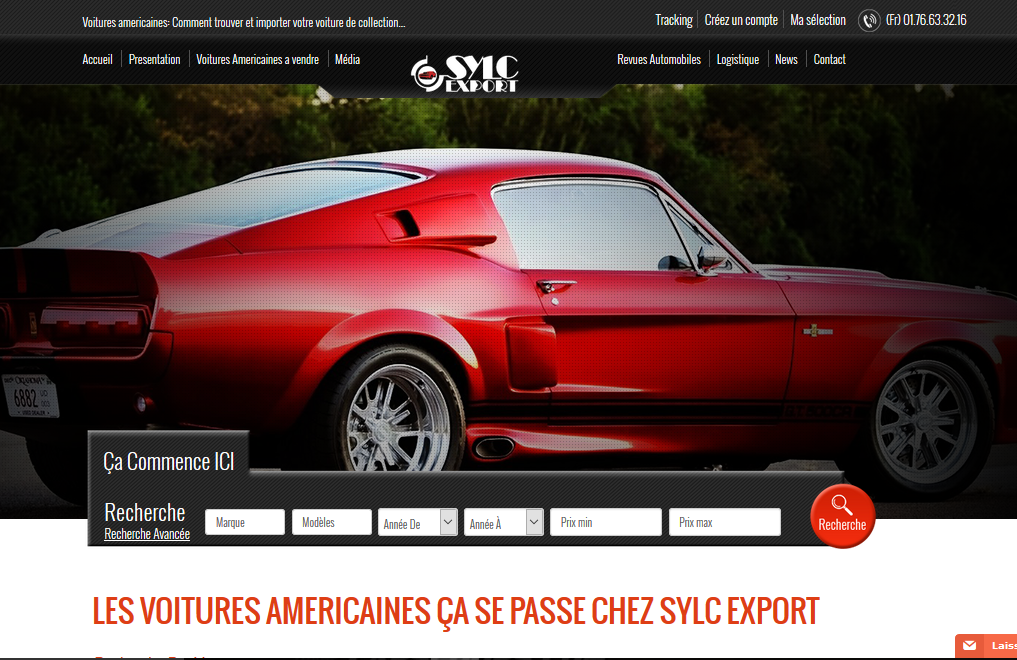 Voitures americaines: Comment trouver et importer votre voiture de collection...
Tracking
Créez un compte
Ma sélection
(Fr) 01.76.63.32.16
Accueil
Presentation
Voitures Americaines a vendre
Média
SYLC
EXPORT
Revues Automobiles
Logistique
News
Contact
OKLAHOMA
6882
USED DEALER
Ça Commence ICI
Recherche
Recherche Avancée
Marque
Modèles
Année De
Année À
Prix min
Prix max
Recherche
LES VOITURES AMERICAINES ÇA SE PASSE CHEZ SYLC EXPORT
Laiss